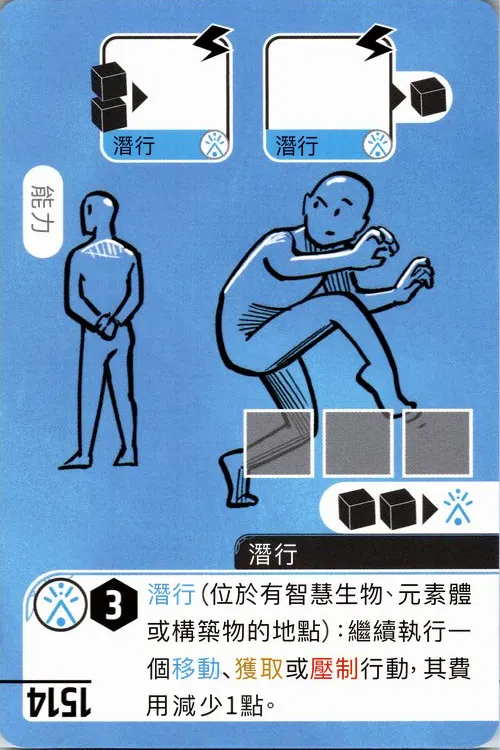 潛行
潛行
能力
潛行
3
潛行(位於有智慧生物、元素體
或構築物的地點):繼續執行一
個移動、獲取或壓制行動,其費
用減少1點。
1514